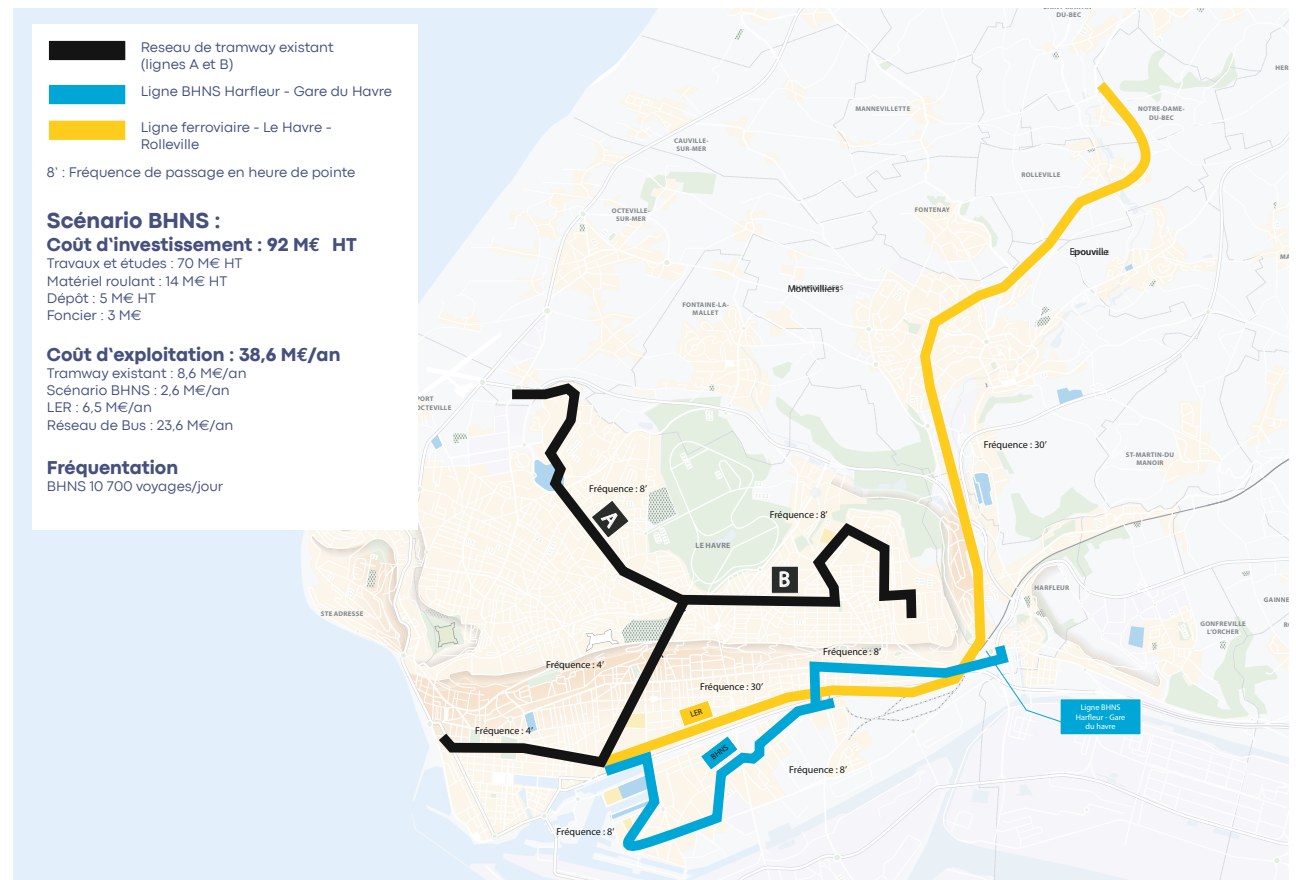 Reseau de tramway existant
(lignes A et B)
Ligne BHNS Harfleur - Gare du Havre
Ligne ferroviaire - Le Havre -
Rolleville
8' : Fréquence de passage en heure de pointe
Scénario BHNS :
Coût d'investissement : 92 M€ HT
Travaux et études : 70 M€ HT
Matériel roulant : 14 M€ HT
Dépôt : 5 M€ HT
Foncier : 3 M€
Coût d'exploitation : 38,6 M€/an
Tramway existant : 8,6 M€/an
Scénario BHNS : 2,6 M€/an
LER : 6,5 M€/an
Réseau de Bus : 23,6 M€/an
Fréquentation
BHNS 10 700 voyages/jour
DU-BEC
MANNEVILLETTE
NOTRE-DAME-
DU-BEC
CAUVILLE-
SUR-MER
ROLLEVILLE
OCTEVILLE-
SUR-MER
FONTENAY
Epouville
Montivilliers
FONTAINE-LA-
MALLET
PORT
OCTEVILLE
Fréquence : 30'
ST-MARTIN-DU
MANOIR
Fréquence : 8'
A
Fréquence : 8'
LE HAVRE
B
HARFLEUR
STE ADRESSE
GONFREVILLE
L'ORCHER
Fréquence : 8'
Fréquence : 4'
Fréquence : 30'
LER
Ligne BHNS
Harfleur - Gare
du havre
Fréquence : 4'
BHNS
Fréquence : 8'
Fréquence : 8'